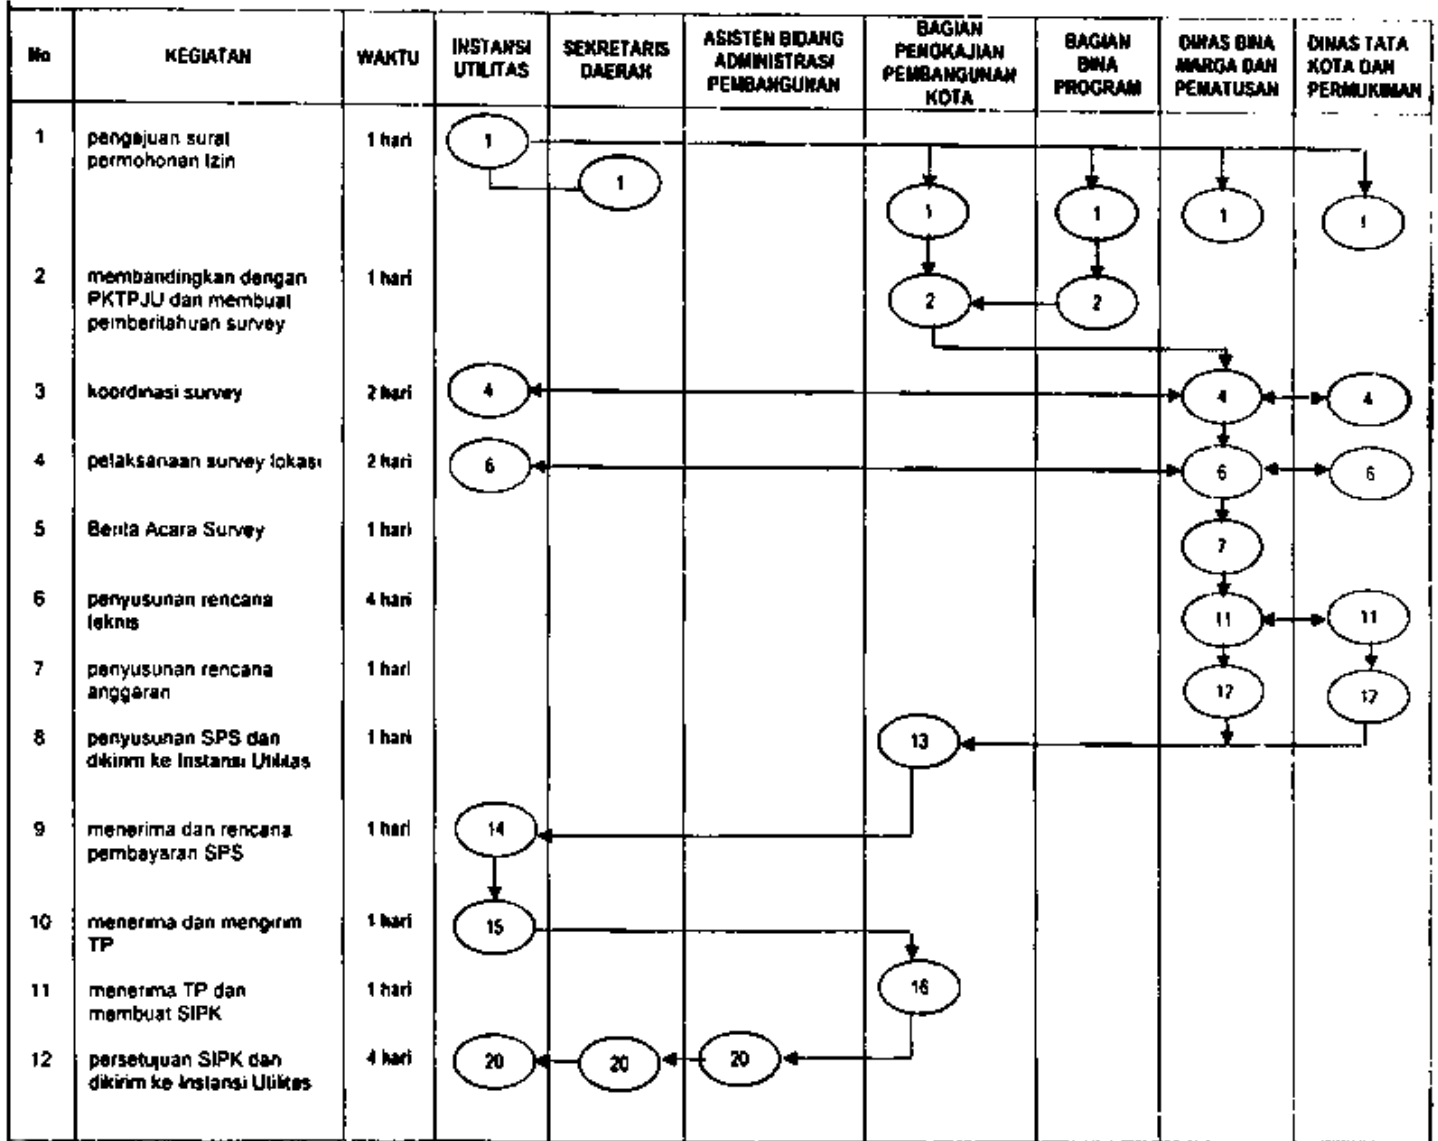 No
KEGIATAN
WAKTU
INSTANSI
UTILITAS
SEKRETARIS
DAERAH
ASISTEN BIDANG
ADMINISTRASI
PEMBANGUNAN
BAGIAN
PENGKAJIAN
PEMBANGUNAN
KOTA
BAGIAN
BINA
PROGRAM
DINAS BINA
MARGA DAN
PEMATUSAN
DINAS TATA
KOTA DAN
PERMUKIMAN
1
pengajuan surat
permohonan Izin
1 hari
1
1
1
1
1
1
2
membandingkan dengan
PKTPJU dan membuat
pemberitahuan survey
1 hari
2
2
3
koordinasi survey
2 hari
4
4
4
4
pelaksanaan survey lokasi
2 hari
6
6
6
5
Berita Acara Survey
1 hari
7
6
penyusunan rencana
teknis
4 hari
11
11
7
penyusunan rencana
anggaran
1 hari
12
12
8
penyusunan SPS dan
dikirim ke Instansi Utilitas
1 hari
13
9
menerima dan rencana
pembayaran SPS
1 hari
14
10
menerima dan mengirim
TP
1 hari
15
11
menerima TP dan
membuat SIPK
1 hari
16
12
persetujuan SIPK dan
dikirim ke Instansi Utilitas
4 hari
20
20
20